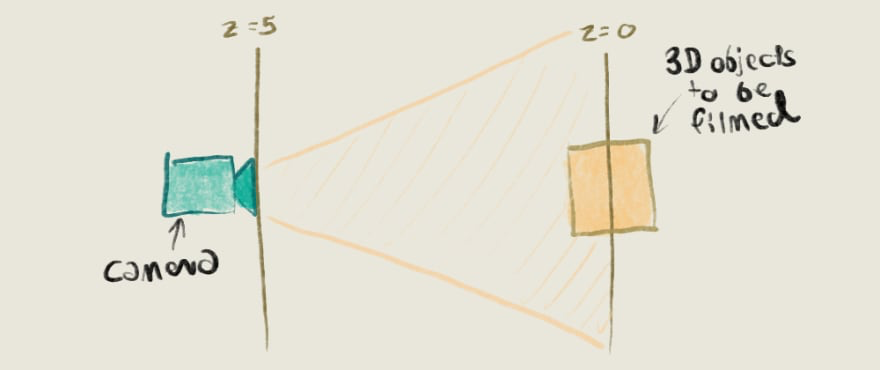 z=5
z=0
3D objects
to be
filmed
camera